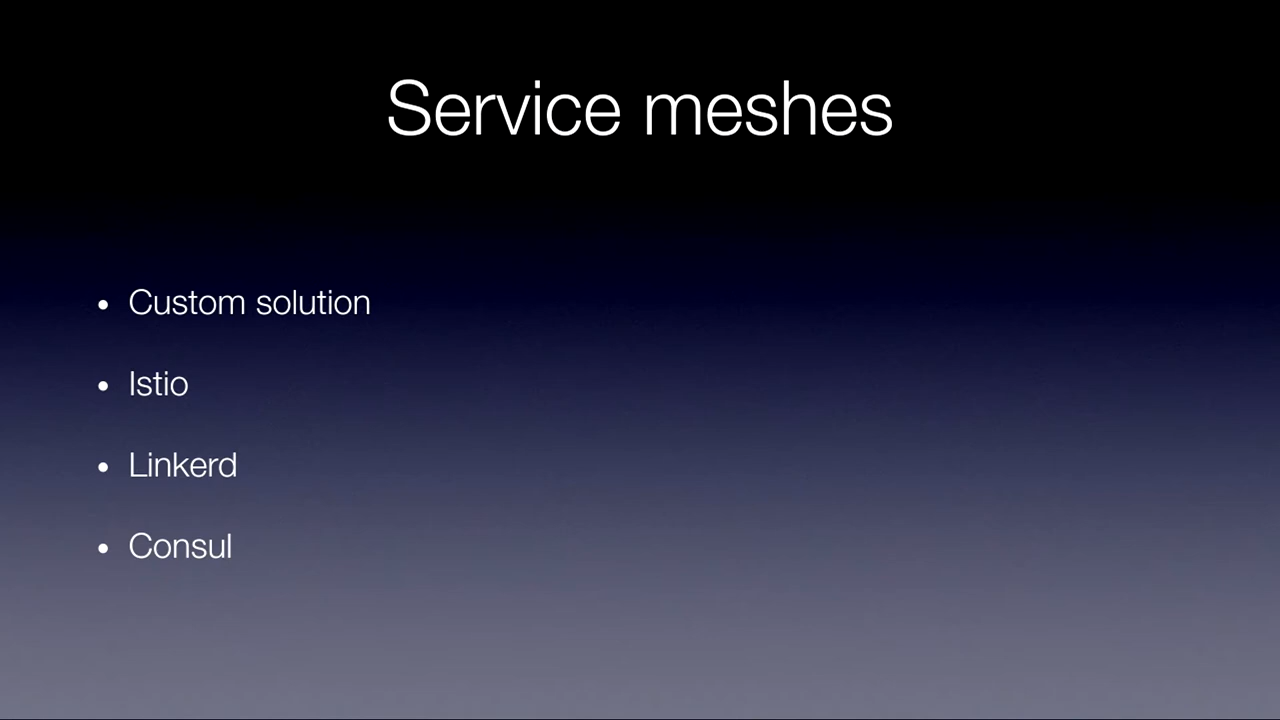 Service meshes
• Custom solution
• Istio
• Linkerd
• Consul